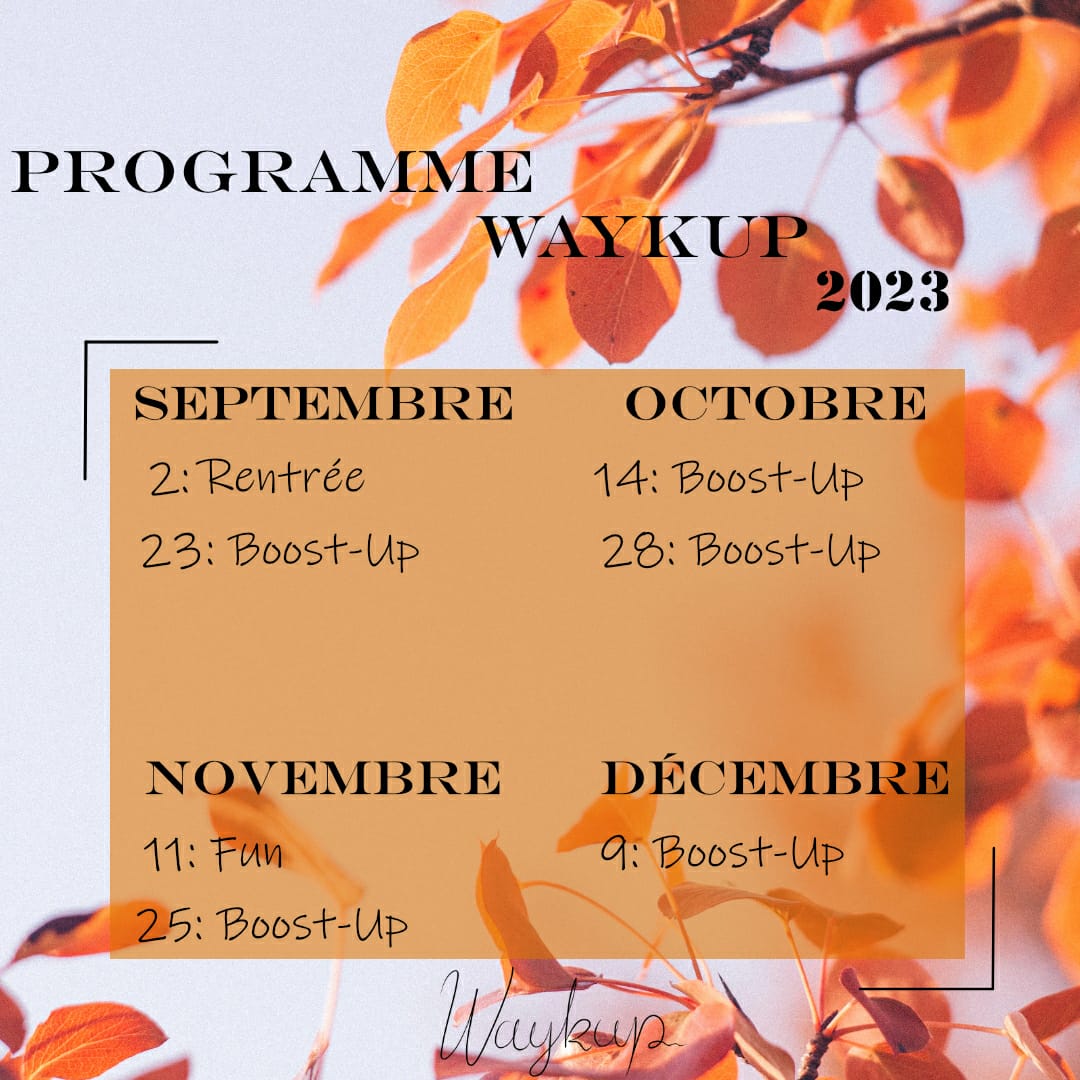 PROGRAMME
WAYKUP
2023
SEPTEMBRE
2: Rentrée
23: Boost-Up
OCTOBRE
14: Boost-Up
28: Boost-Up
NOVEMBRE
11: Fun
25: Boost-Up
DÉCEMBRE
9: Boost-Up
Waykup